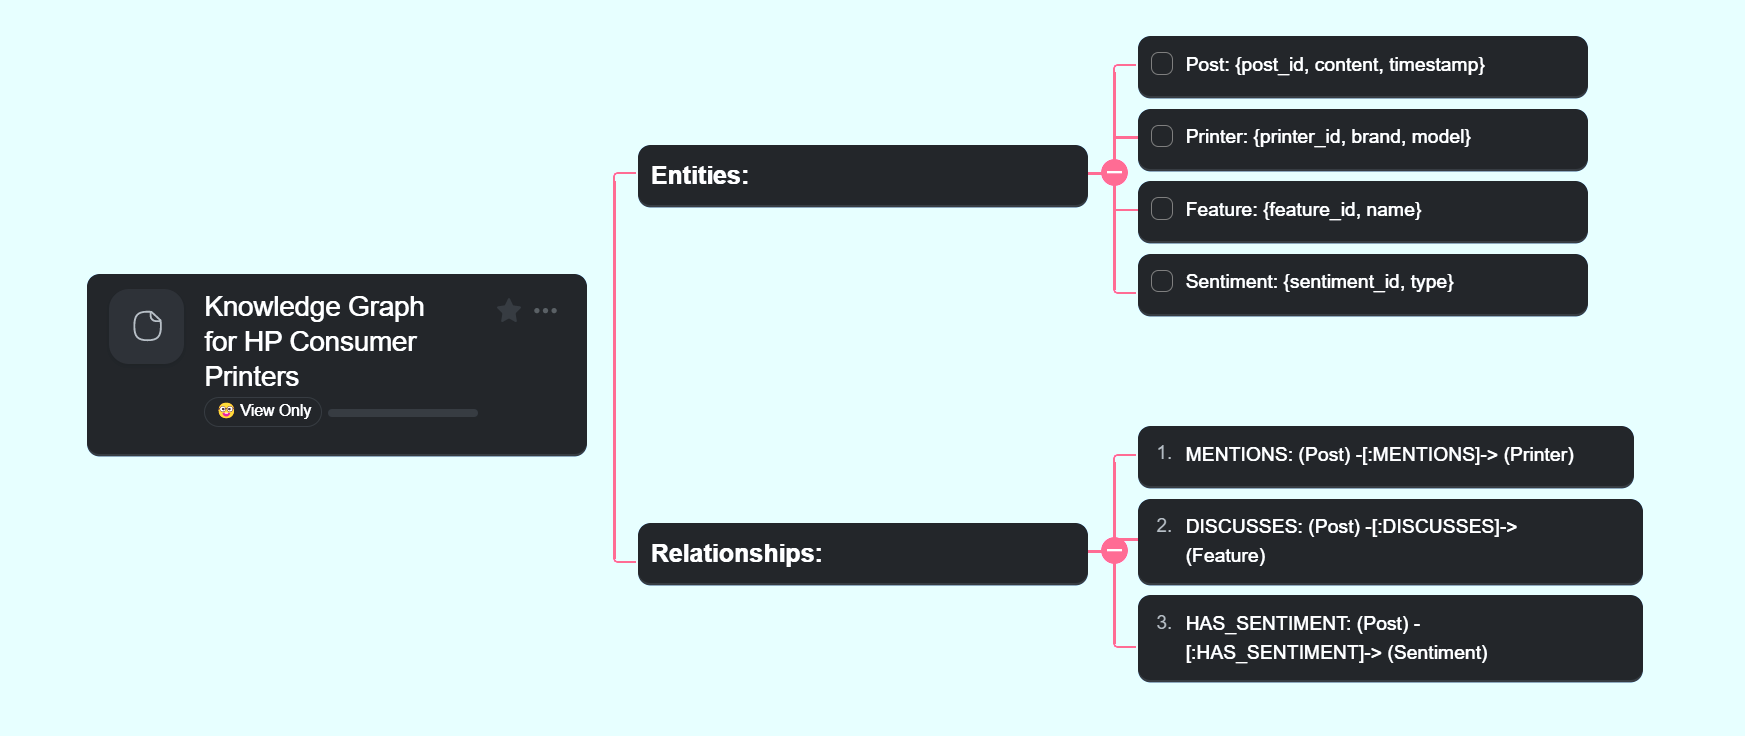 Knowledge Graph
for HP Consumer
Printers
🤓 View Only
Entities:
Post: {post_id, content, timestamp}
Printer: {printer_id, brand, model}
Feature: {feature_id, name}
Sentiment: {sentiment_id, type}
Relationships:
1. MENTIONS: (Post) -[:MENTIONS]-> (Printer)
2. DISCUSSES: (Post) -[:DISCUSSES]->
(Feature)
3. HAS_SENTIMENT: (Post) -
[:HAS_SENTIMENT]-> (Sentiment)